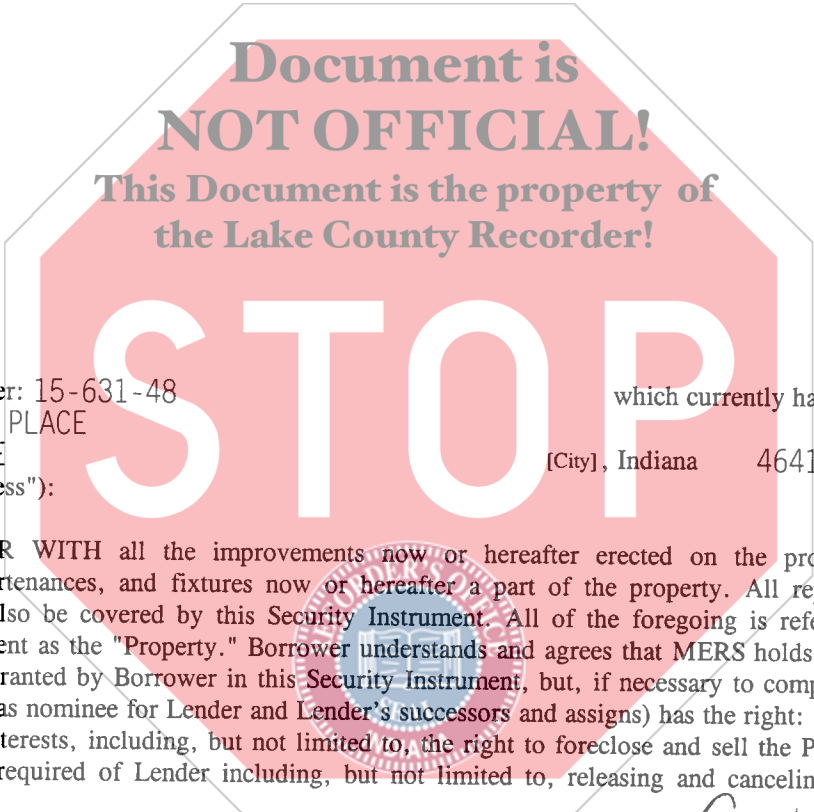 Document is
NOT OFFICIAL!
This Document is the property of
the Lake County Recorder!
STOP
er: 15-631-48 which currently ha
PLACE
[City], Indiana 4641
ess"):
R WITH all the improvements now or hereafter erected on the pro
rtenances, and fixtures now or hereafter a part of the property. All re
lso be covered by this Security Instrument. All of the foregoing is refe
ent as the "Property." Borrower understands and agrees that MERS holds
ranted by Borrower in this Security Instrument, but, if necessary to comp
as nominee for Lender and Lender's successors and assigns) has the right:
terests, including, but not limited to, the right to foreclose and sell the P
required of Lender including, but not limited to, releasing and cancelin